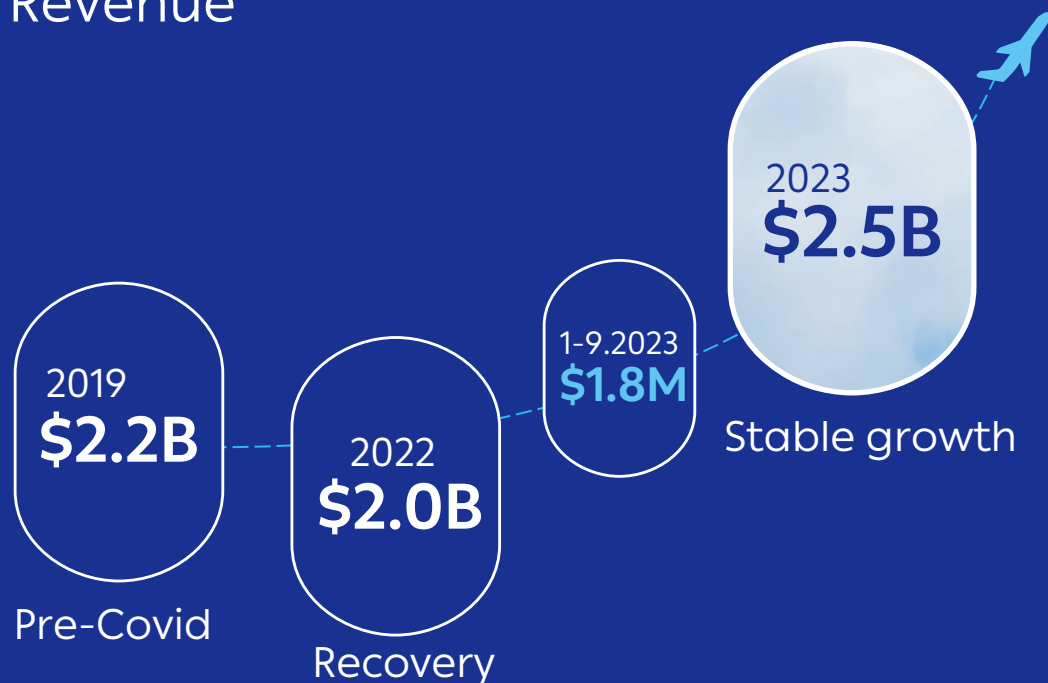 Revenue
2019
$2.2B
Pre-Covid
2022
$2.0B
Recovery
1-9.2023
$1.8M
2023
$2.5B
Stable growth